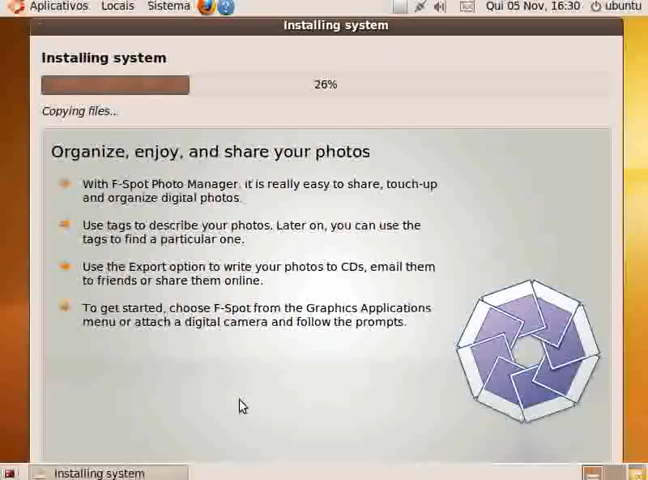 Aplicativos Locais Sistema Qui 05 Nov, 16:30 ubuntu
Installing system
Installing system
26%
Copying files...
Organize, enjoy, and share your photos
With F-Spot Photo Manager, it is really easy to share, touch-up
and organize digital photos.
Use tags to describe your photos. Later on, you can use the
tags to find a particular one.
Use the Export option to write your photos to CDs, email them
to friends or share them online.
To get started, choose F-Spot from the Graphics Applications
menu or attach a digital camera and follow the prompts.
Installing system